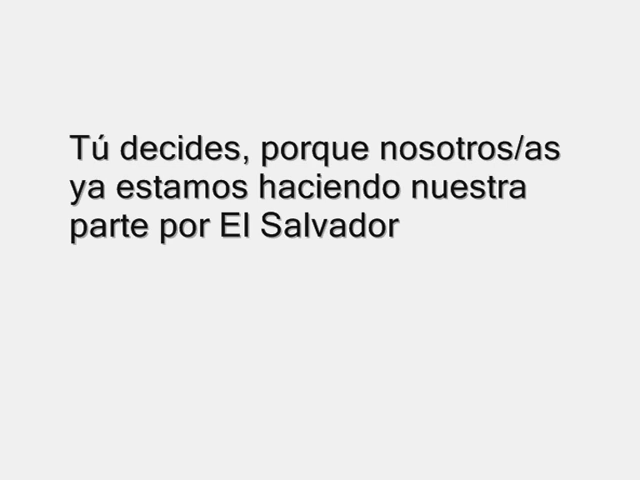 Tú decides, porque nosotros/as
ya estamos haciendo nuestra
parte por El Salvador